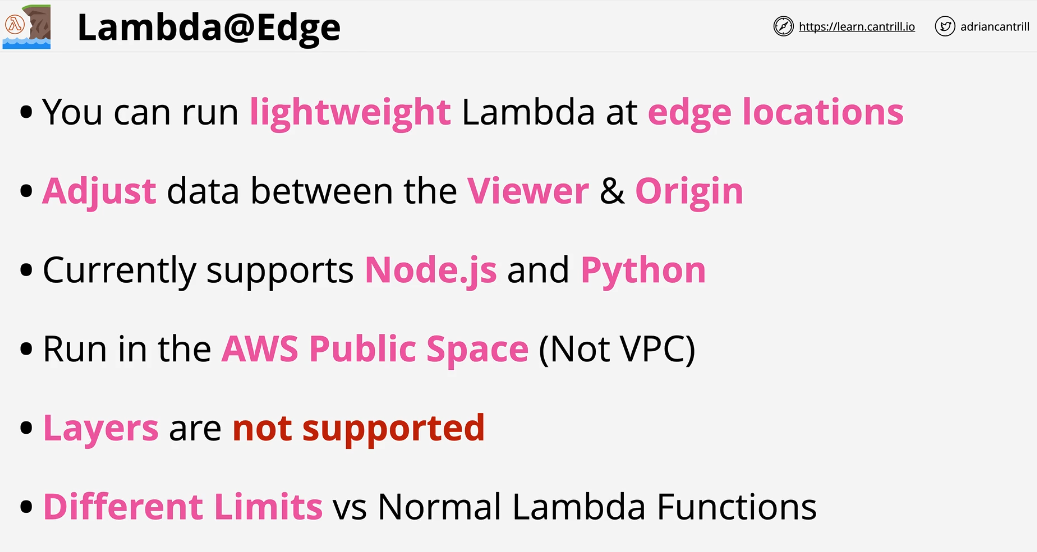 Lambda@Edge
https://learn.cantrill.io
adriancantrill
• You can run lightweight Lambda at edge locations
• Adjust data between the Viewer & Origin
• Currently supports Node.js and Python
• Run in the AWS Public Space (Not VPC)
• Layers are not supported
• Different Limits vs Normal Lambda Functions